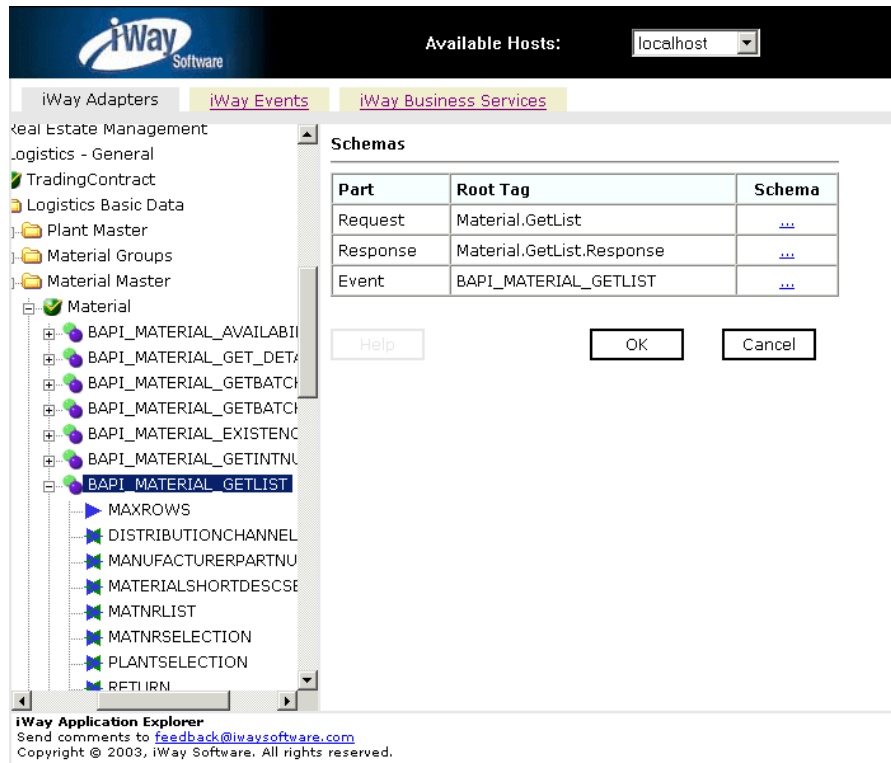 iWay
Software
Available Hosts:
localhost
iWay Adapters
iWay Events
iWay Business Services
Real Estate Management
Logistics - General
TradingContract
Logistics Basic Data
Plant Master
Material Groups
Material Master
Material
BAPI_MATERIAL_AVAILABI
BAPI_MATERIAL_GET_DETA
BAPI_MATERIAL_GETBATCH
BAPI_MATERIAL_GETBATCH
BAPI_MATERIAL_EXISTENC
BAPI_MATERIAL_GETINTNU
BAPI_MATERIAL_GETLIST
MAXROWS
DISTRIBUTIONCHANNEL
MANUFACTURERPARTNU
MATERIALSHORTDESCSE
MATNRLIST
MATNRSELECTION
PLANTSELECTION
RETURN
Schemas
Part Root Tag Schema
Request Material.GetList ...
Response Material.GetList.Response ...
Event BAPI_MATERIAL_GETLIST ...
Help OK Cancel
iWay Application Explorer
Send comments to feedback@iwaysoftware.com
Copyright © 2003, iWay Software. All rights reserved.